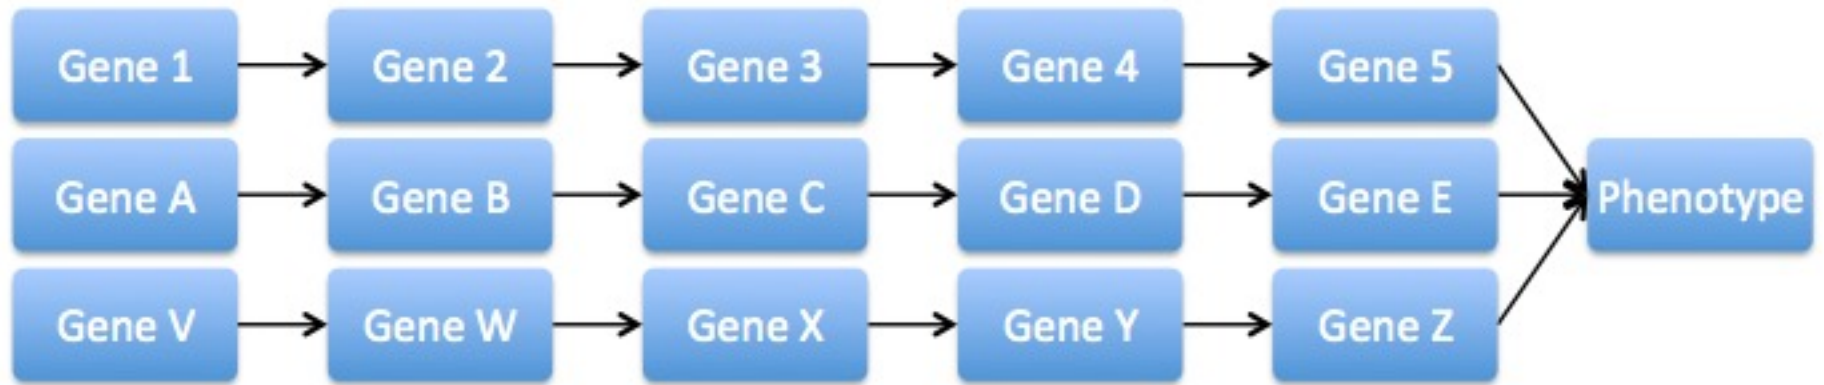 Gene 1 Gene 2 Gene 3 Gene 4 Gene 5
Gene A Gene B Gene C Gene D Gene E Phenotype
Gene V Gene W Gene X Gene Y Gene Z